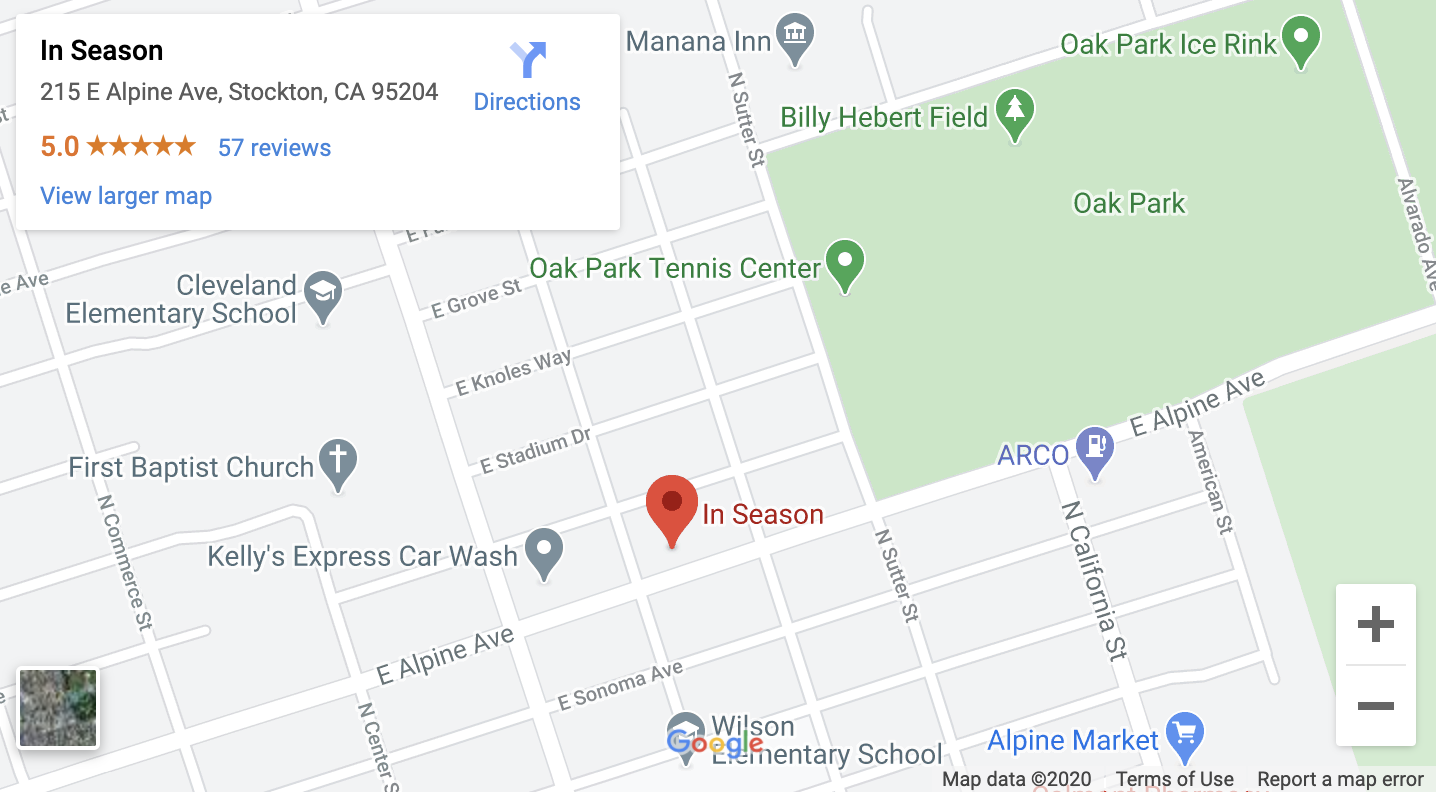 In Season
215 E Alpine Ave, Stockton, CA 95204
Directions
5.0
57 reviews
View larger map
Manana Inn
Oak Park Ice Rink
N Sutter St
Billy Hebert Field
Oak Park
Alvarado Ave
Oak Park Tennis Center
Cleveland
Elementary School
Ave
E Grove St
E Knoles Way
E Alpine Ave
E Stadium Dr
ARCO
American St
First Baptist Church
In Season
N Commerce St
Kelly's Express Car Wash
N Sutter St
N California St
E Alpine Ave
E Sonoma Ave
N Center S
Wilson
Elementary School
Google
Alpine Market
Map data ©2020
Terms of Use
Report a map error